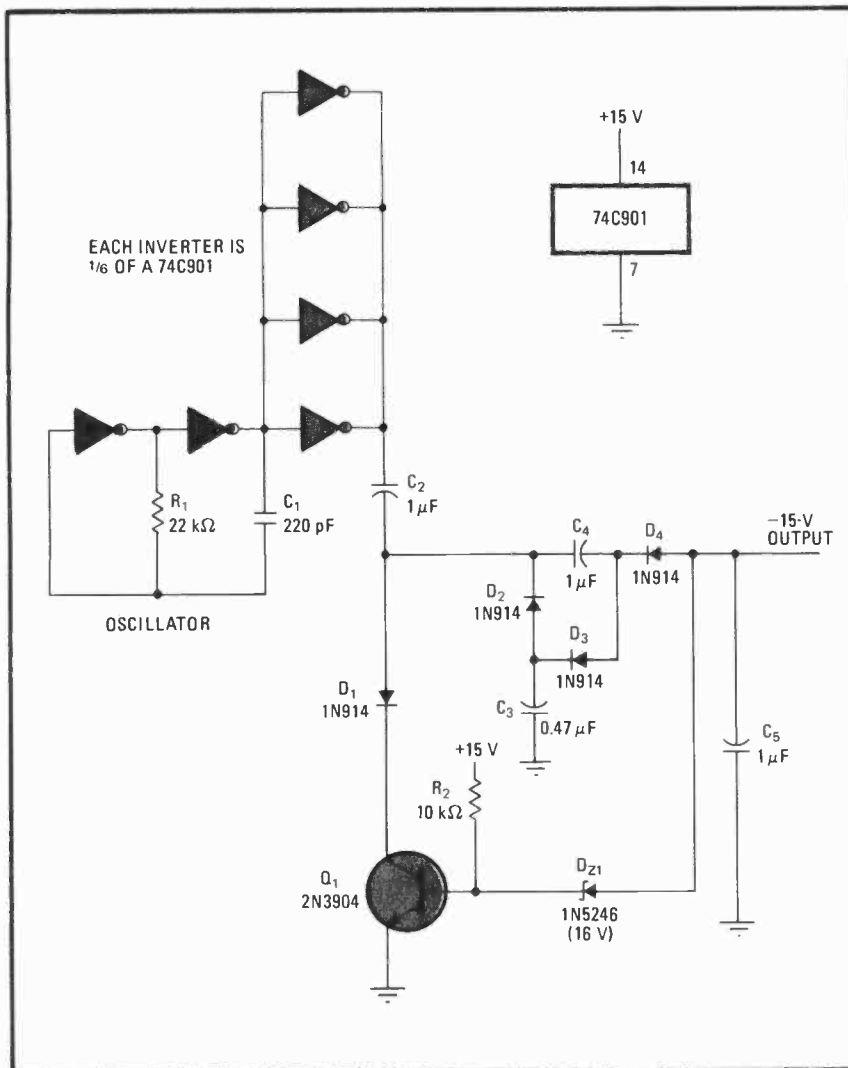 +15 V
14
74C901
7
EACH INVERTER IS
1/6 OF A 74C901
R1
22 kΩ
C1
220 pF
C2
1 μF
OSCILLATOR
C4
1 μF
D4
1N914
−15-V
OUTPUT
D2
1N914
D3
1N914
C3
0.47 μF
D1
1N914
C5
1 μF
+15 V
R2
10 kΩ
Q1
2N3904
DZ1
1N5246
(16 V)